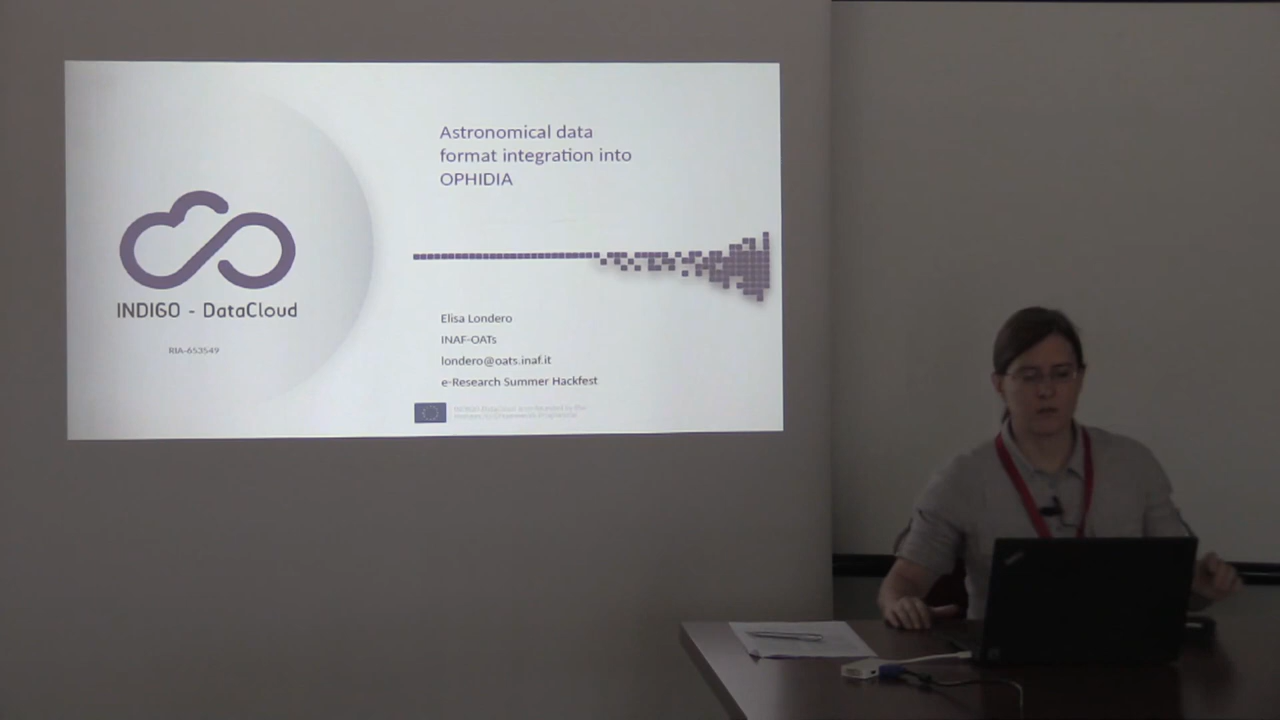 Astronomical data
format integration into
OPHIDIA
INDIGO - DataCloud
RIA-653549
Elisa Londero
INAF-OATs
londero@oats.inaf.it
e-Research Summer Hackfest